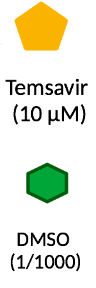 Temsavir
(10 µM)
DMSO
(1/1000)